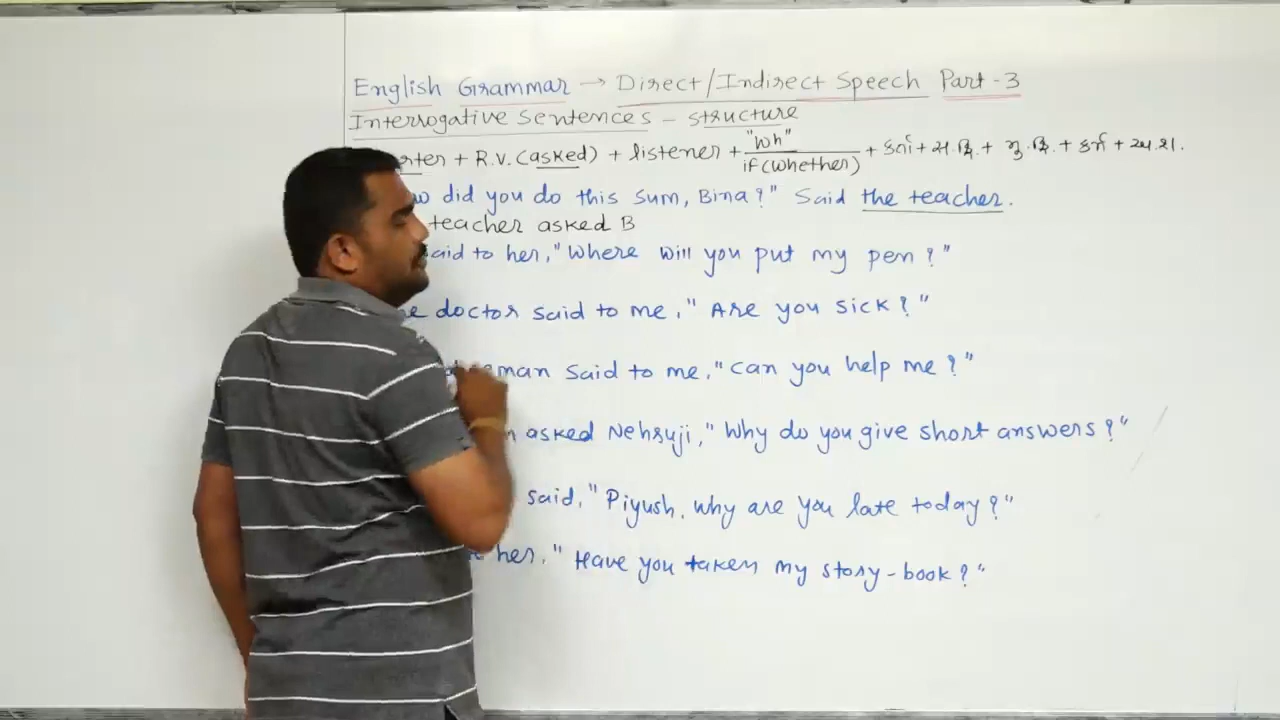 English Grammar → Direct/Indirect Speech Part-3
Interrogative Sentences - structure
rter + R.V. (asked) + listener + "Wh" / if (whether) + કર્તા + સ.ક્રિ. + મુ.ક્રિ. + કર્મ + અ.શ.
did you do this sum, Bina?" Said the teacher.
teacher asked B
aid to her, "Where will you put my pen?"
doctor said to me, "Are you sick?"
man said to me, "Can you help me?"
asked Nehruji, "Why do you give short answers?"
said, "Piyush, why are you late today?"
her, "Have you taken my story-book?"